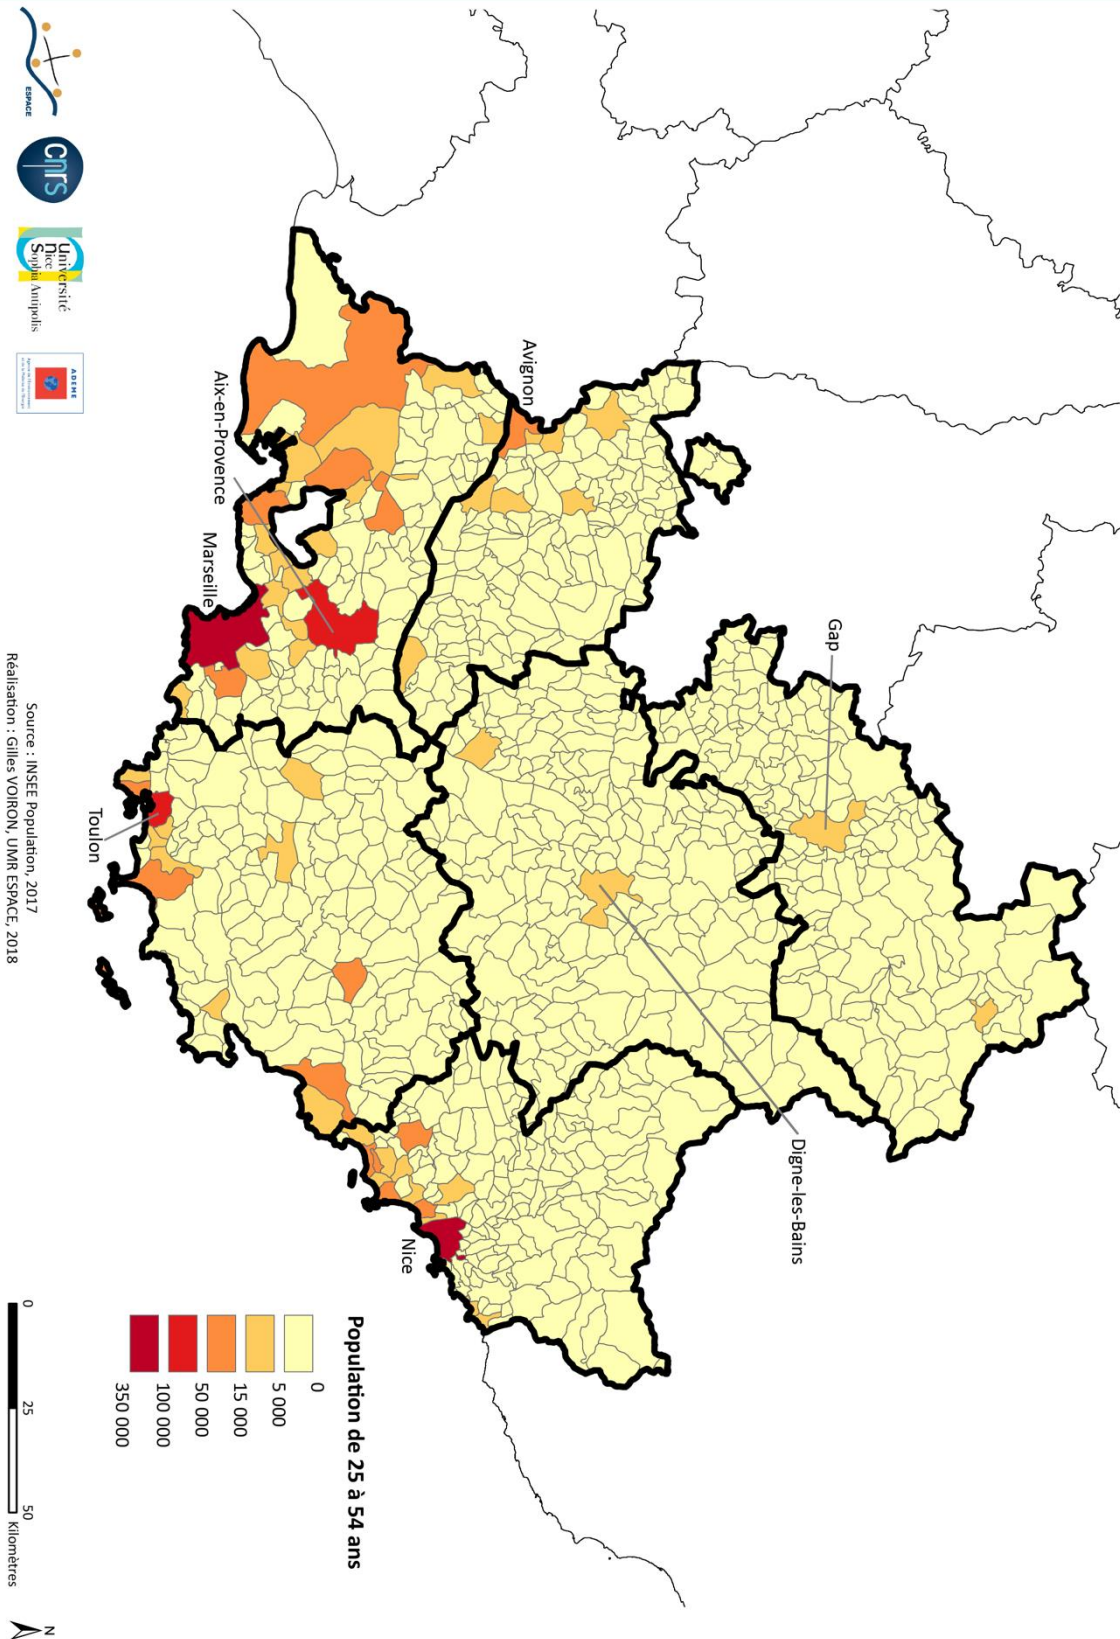 Gap
Avignon
Digne-les-Bains
Aix-en-Provence
Nice
Marseille
Toulon
Population de 25 à 54 ans
0
5 000
15 000
50 000
100 000
350 000
0 25 50
Kilomètres
N
ESPACE
cnrs
Université
nice
Sophia Antipolis
ADEME
Source : INSEE Population, 2017
Réalisation : Gilles VOIRON, UMR ESPACE, 2018